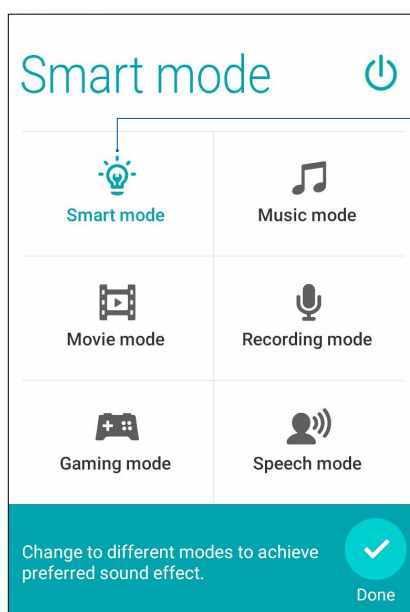 Smart mode
Smart mode
Music mode
Movie mode
Recording mode
Gaming mode
Speech mode
Change to different modes to achieve
preferred sound effect.
Done